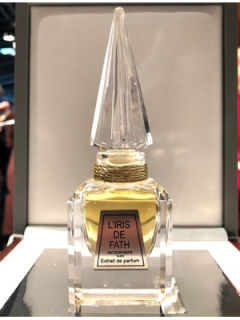 L'IRIS
DE
FATH
Extrait de parfum